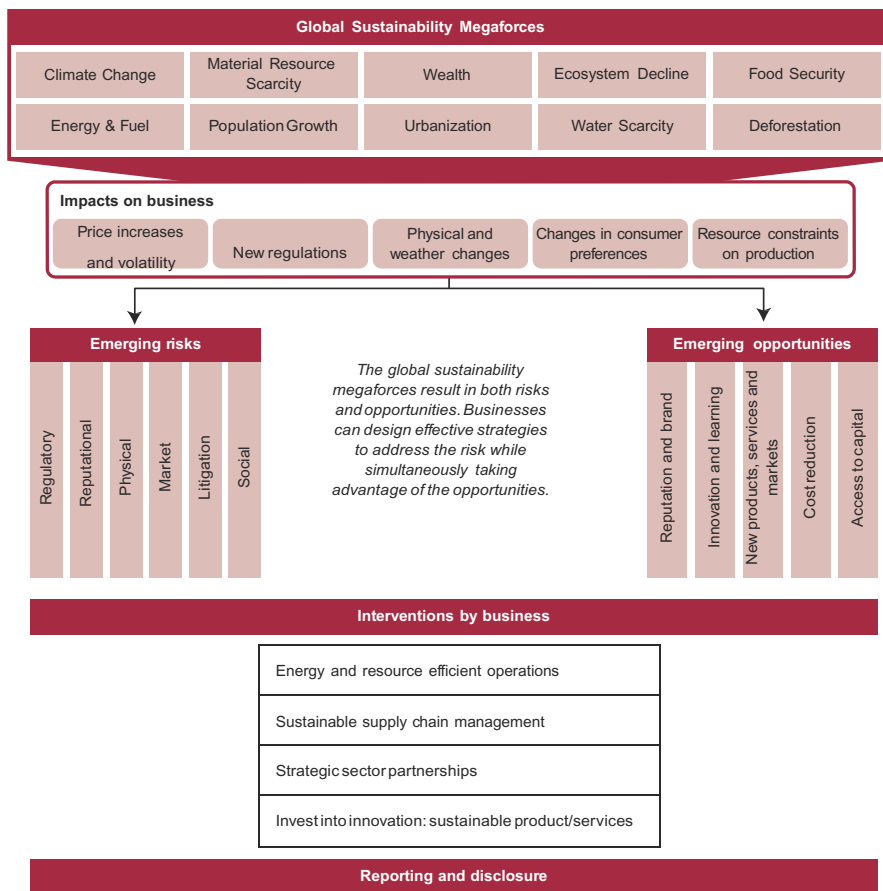 Global Sustainability Megaforces
Climate Change
Material Resource
Scarcity
Wealth
Ecosystem Decline
Food Security
Energy & Fuel
Population Growth
Urbanization
Water Scarcity
Deforestation
Impacts on business
Price increases
and volatility
New regulations
Physical and
weather changes
Changes in consumer
preferences
Resource constraints
on production
Emerging risks
Regulatory
Reputational
Physical
Market
Litigation
Social
The global sustainability
megaforces result in both risks
and opportunities. Businesses
can design effective strategies
to address the risk while
simultaneously taking
advantage of the opportunities.
Emerging opportunities
Reputation and brand
Innovation and learning
New products, services and
markets
Cost reduction
Access to capital
Interventions by business
Energy and resource efficient operations
Sustainable supply chain management
Strategic sector partnerships
Invest into innovation: sustainable product/services
Reporting and disclosure